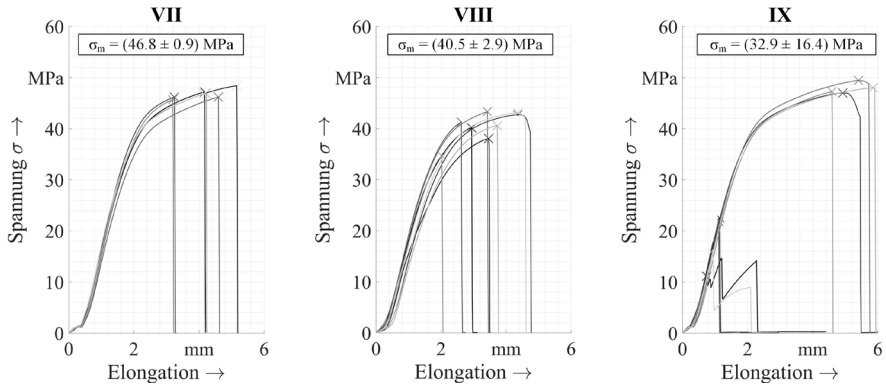 VII
σm = (46.8 ± 0.9) MPa
60
MPa
40
30
20
10
0
Spannung σ →
0 2 mm 6
Elongation →
VIII
σm = (40.5 ± 2.9) MPa
60
MPa
40
30
20
10
0
Spannung σ →
0 2 mm 6
Elongation →
IX
σm = (32.9 ± 16.4) MPa
60
MPa
40
30
20
10
0
Spannung σ →
0 2 mm 6
Elongation →